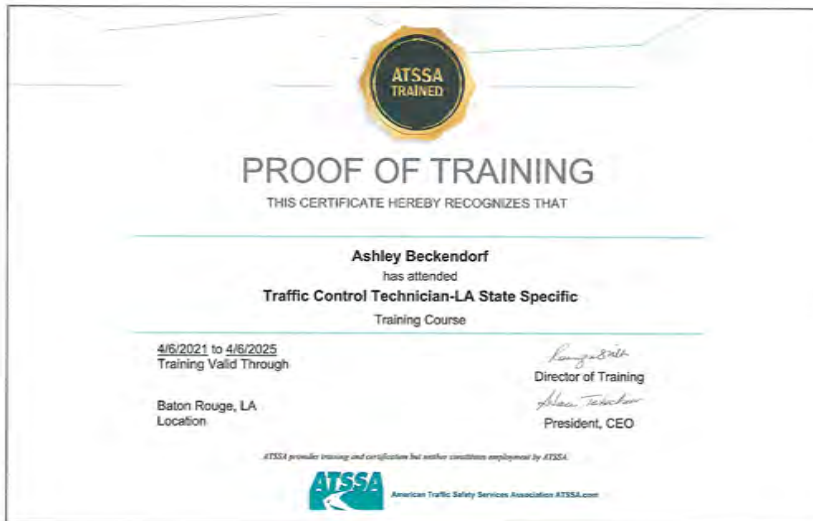 ATSSA
TRAINED
PROOF OF TRAINING
THIS CERTIFICATE HEREBY RECOGNIZES THAT
Ashley Beckendorf
has attended
Traffic Control Technician-LA State Specific
Training Course
4/6/2021 to 4/6/2025
Training Valid Through
Director of Training
Baton Rouge, LA
Location
President, CEO
ATSSA provides training and certification but neither constitutes employment by ATSSA.
ATSSA
American Traffic Safety Services Association ATSSA.com